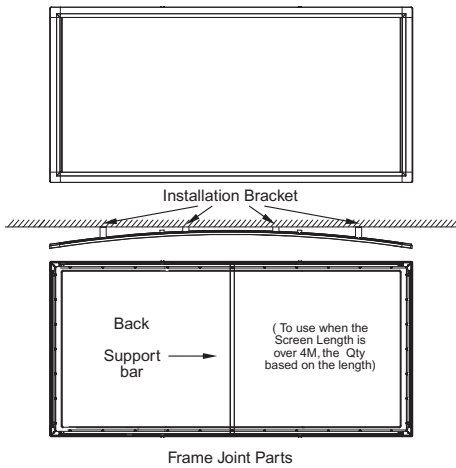 Installation Bracket
Back
Support
bar
( To use when the
Screen Length is
over 4M, the Qty
based on the length)
Frame Joint Parts